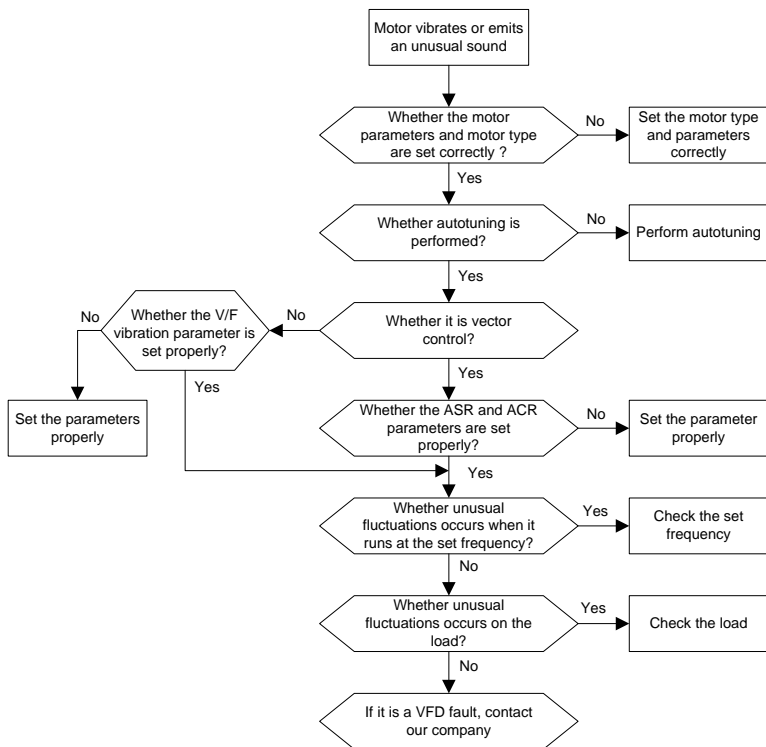 Motor vibrates or emits
an unusual sound
Whether the motor
parameters and motor type
are set correctly ?
No
Set the motor type
and parameters
correctly
Yes
Whether autotuning is
performed?
No
Perform autotuning
Yes
No
Whether the V/F
vibration parameter is
set properly?
No
Whether it is vector
control?
Yes
Yes
Set the parameters
properly
Whether the ASR and ACR
parameters are set
properly?
No
Set the parameter
properly
Yes
Whether unusual
fluctuations occurs when it
runs at the set frequency?
Yes
Check the set
frequency
No
Whether unusual
fluctuations occurs on the
load?
Yes
Check the load
No
If it is a VFD fault, contact
our company